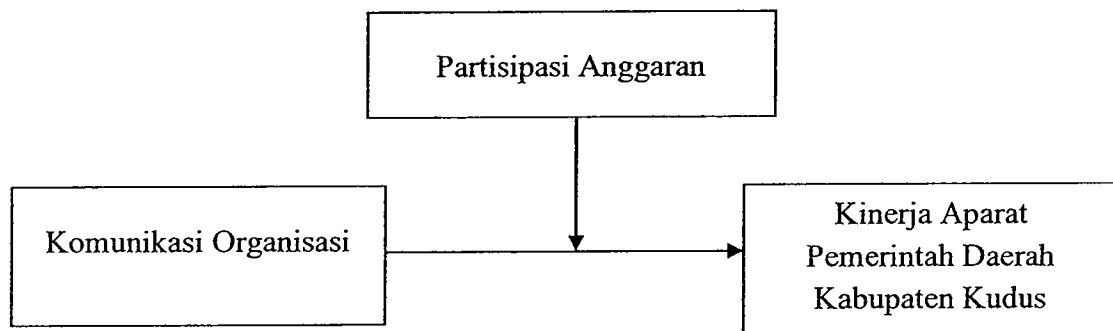 Partisipasi Anggaran
Komunikasi Organisasi
Kinerja Aparat
Pemerintah Daerah
Kabupaten Kudus